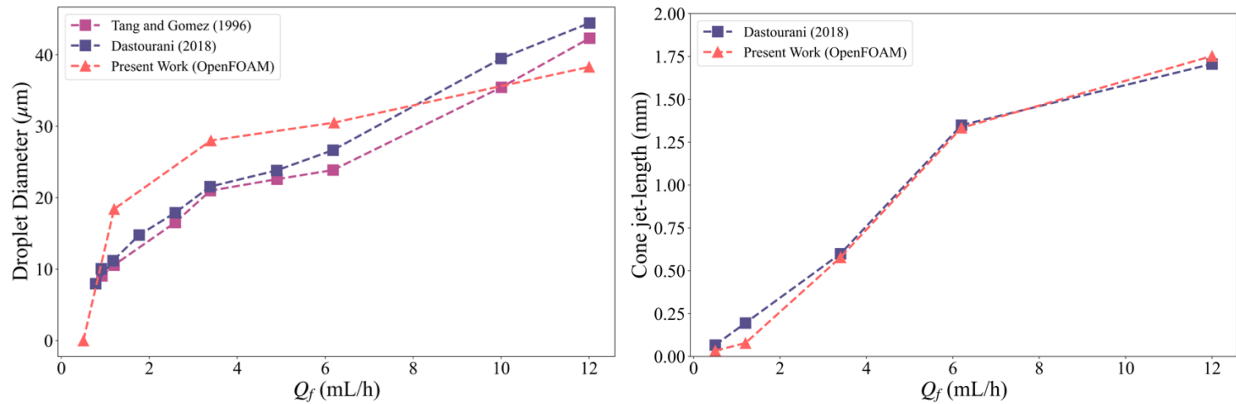 Tang and Gomez (1996)
Dastourani (2018)
Present Work (OpenFOAM)
Droplet Diameter (μm)
40
30
20
10
0
0 2 4 6 8 10 12
Q_f (mL/h)
Dastourani (2018)
Present Work (OpenFOAM)
Cone jet-length (mm)
2.00
1.75
1.50
1.25
1.00
0.75
0.50
0.25
0.00
0 2 4 6 8 10 12
Q_f (mL/h)